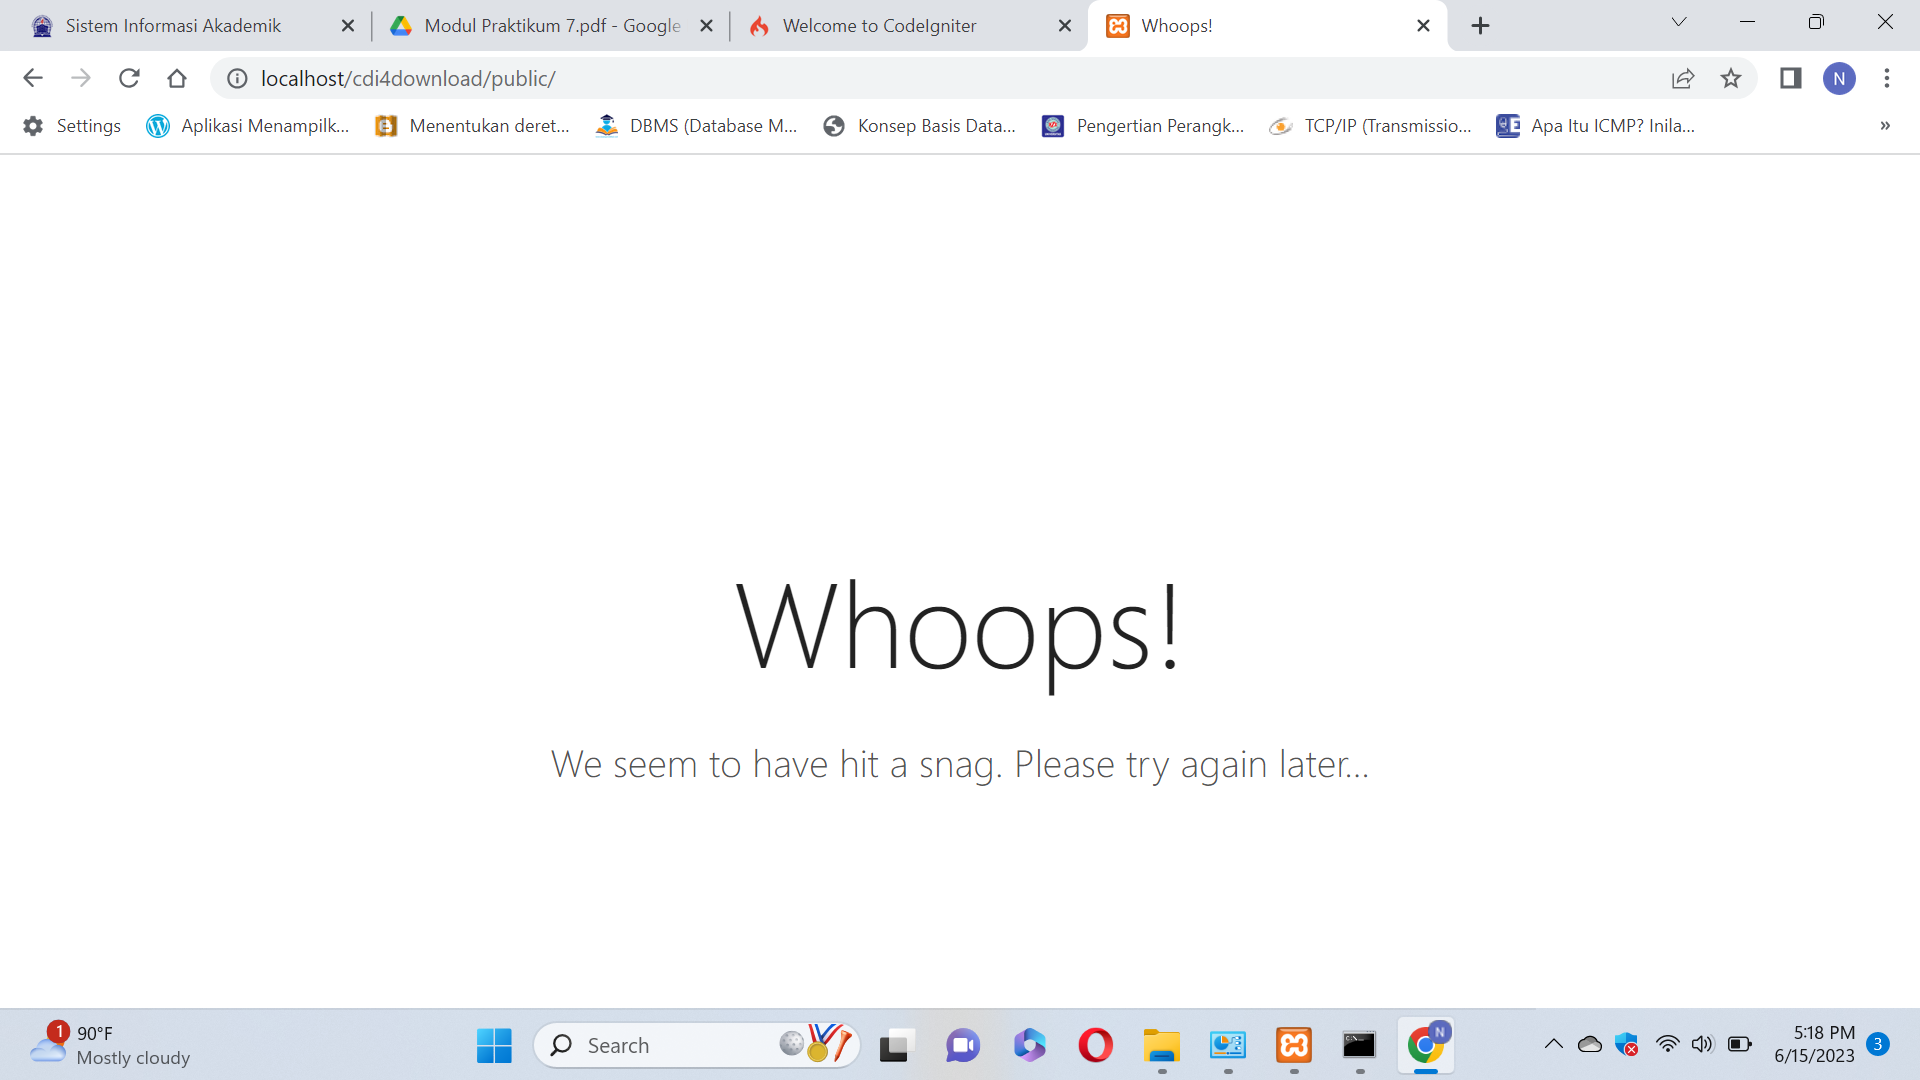 Sistem Informasi Akademik
Modul Praktikum 7.pdf - Google
Welcome to CodeIgniter
Whoops!
localhost/cdi4download/public/
N
Settings
Aplikasi Menampilk...
Menentukan deret...
DBMS (Database M...
Konsep Basis Data...
Pengertian Perangk...
TCP/IP (Transmissio...
Apa Itu ICMP? Inila...
»
Whoops!
We seem to have hit a snag. Please try again later...
1
90°F
Mostly cloudy
Search
N
5:18 PM
6/15/2023
3